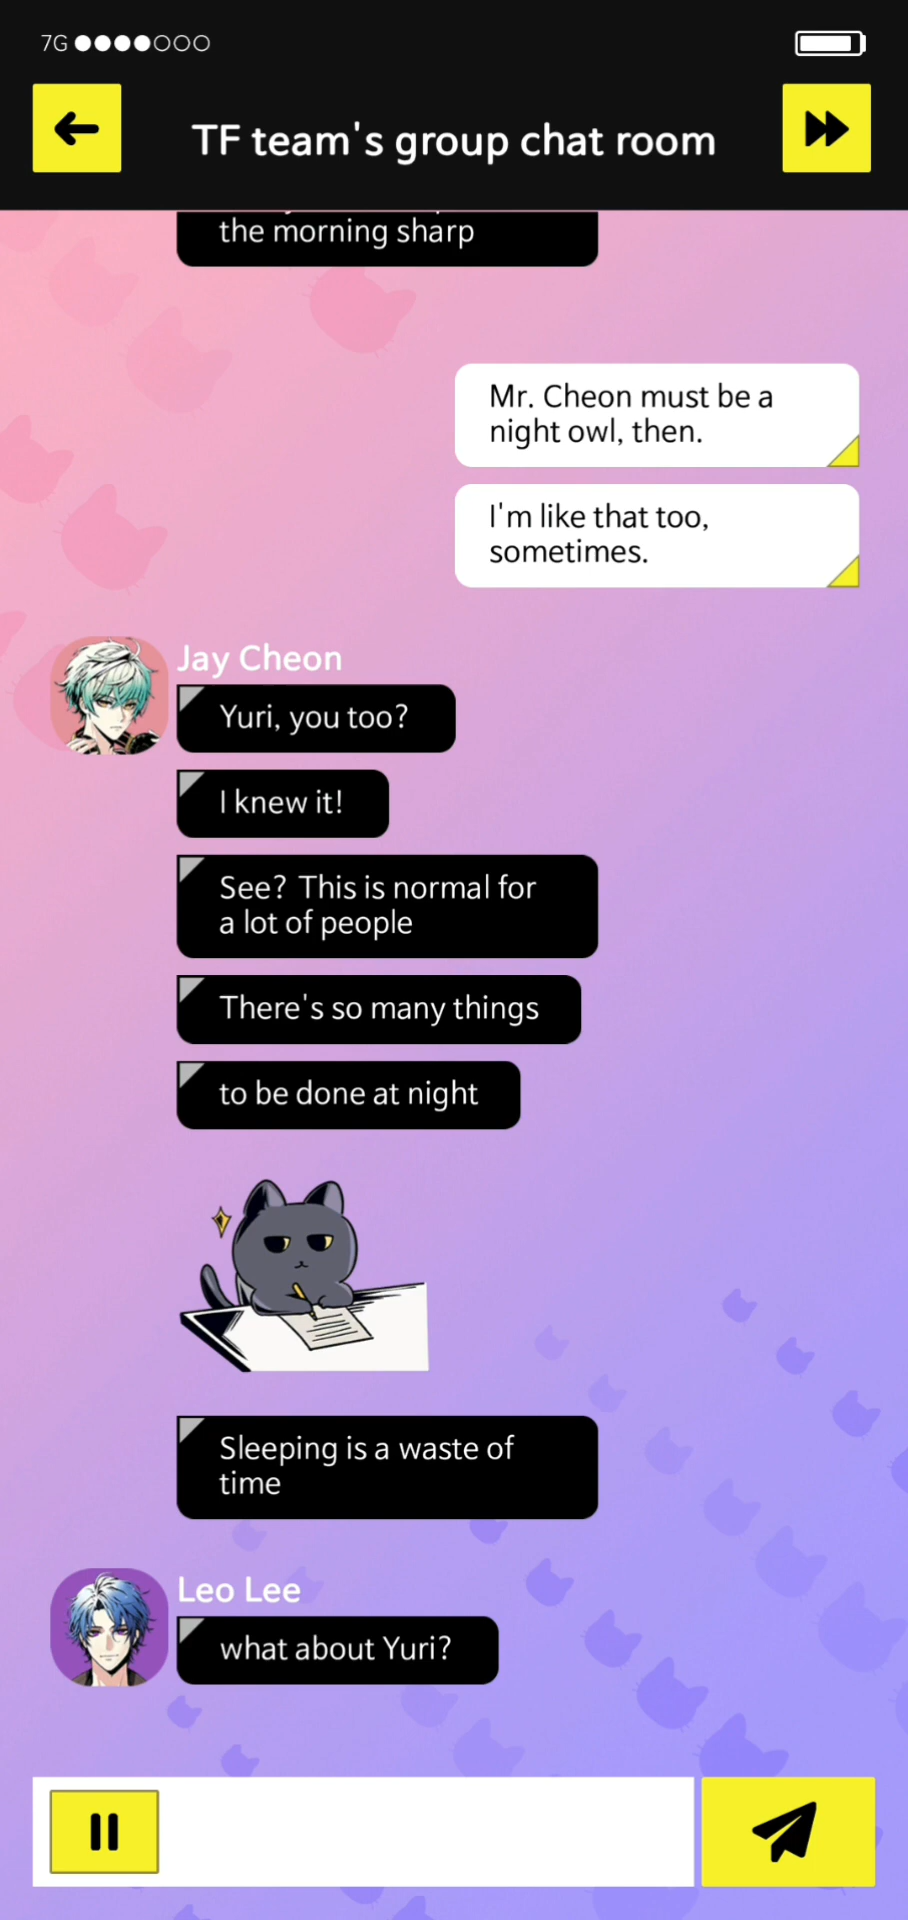 7G
TF team's group chat room
the morning sharp
Mr. Cheon must be a
night owl, then.
I'm like that too,
sometimes.
Jay Cheon
Yuri, you too?
I knew it!
See? This is normal for
a lot of people
There's so many things
to be done at night
Sleeping is a waste of
time
Leo Lee
what about Yuri?